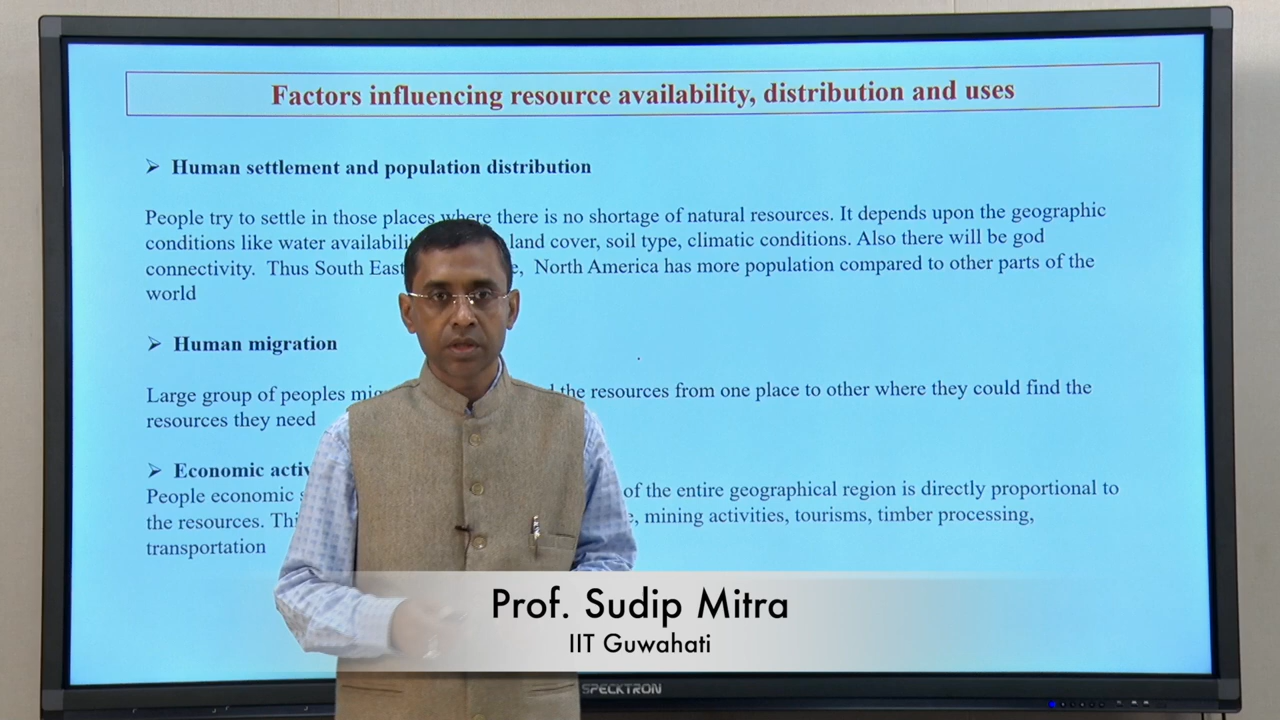 Factors influencing resource availability, distribution and uses
➢ Human settlement and population distribution
People try to settle in those places where there is no shortage of natural resources. It depends upon the geographic
conditions like water land cover, soil type, climatic conditions. Also there will be god
connectivity. Thus South East North America has more population compared to other parts of the
world
➢ Human migration
Large group of peoples the resources from one place to other where they could find the
resources they need
➢ Economic
People economic of the entire geographical region is directly proportional to
the resources. mining activities, tourisms, timber processing,
transportation
Prof. Sudip Mitra
IIT Guwahati
SPECKTRON